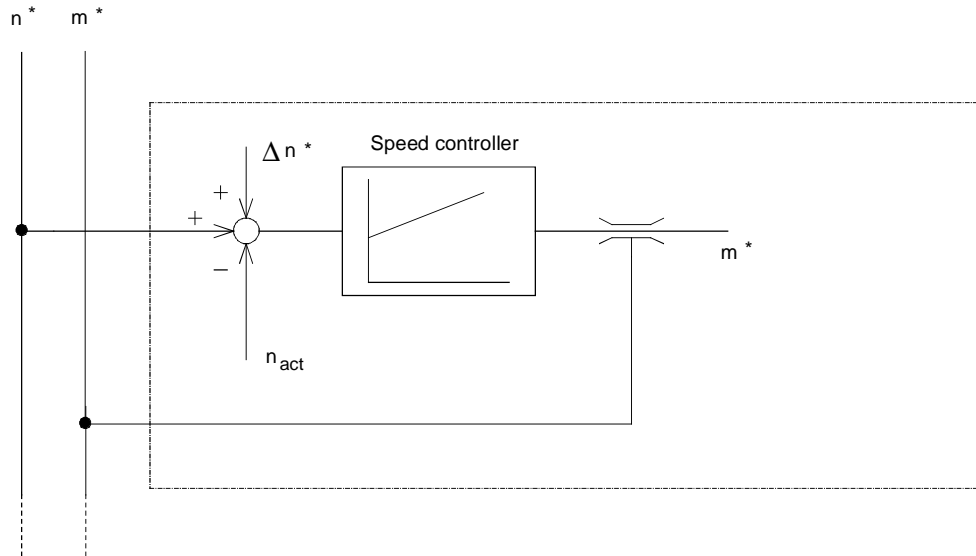 n * m *
Δ n *
Speed controller
+
+
−
m *
n act